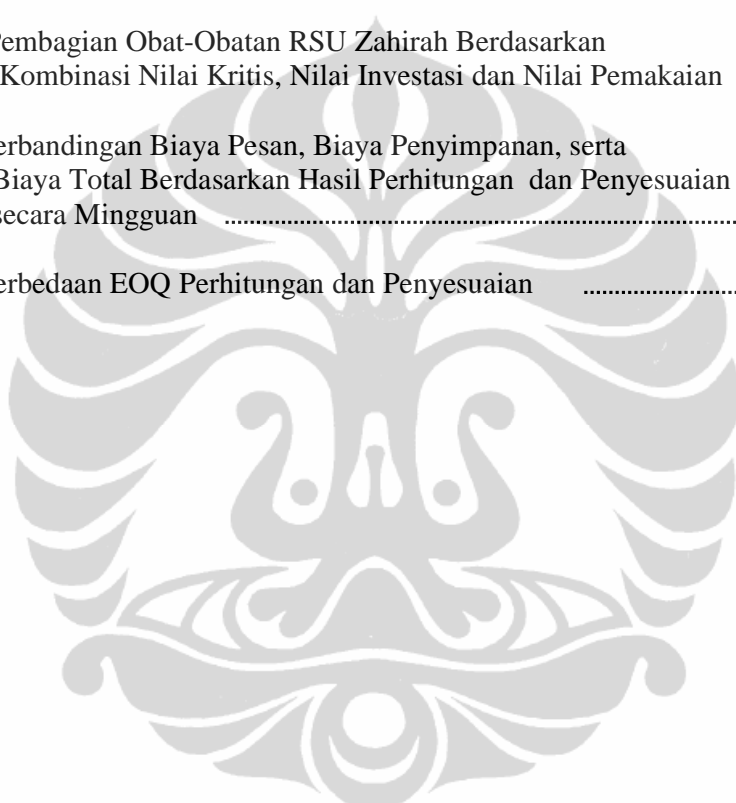 Pembagian Obat-Obatan RSU Zahirah Berdasarkan
Kombinasi Nilai Kritis, Nilai Investasi dan Nilai Pemakaian
erbandingan Biaya Pesan, Biaya Penyimpanan, serta
Biaya Total Berdasarkan Hasil Perhitungan dan Penyesuaian
secara Mingguan ................................................................................
erbedaan EOQ Perhitungan dan Penyesuaian .........................